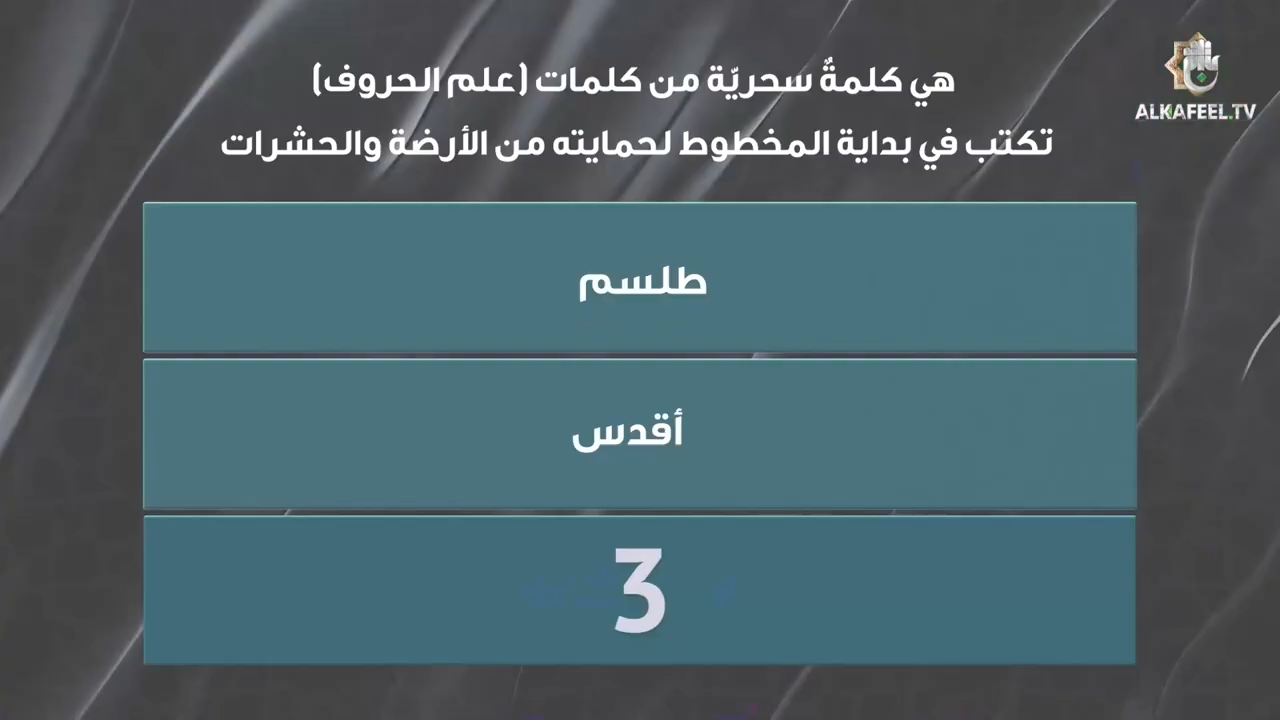 هي كلمةٌ سحريّة من كلمات (علم الحروف)
تكتب في بداية المخطوط لحمايته من الأرضة والحشرات
طلسم
أقدس
3
ALKAFEEL.TV